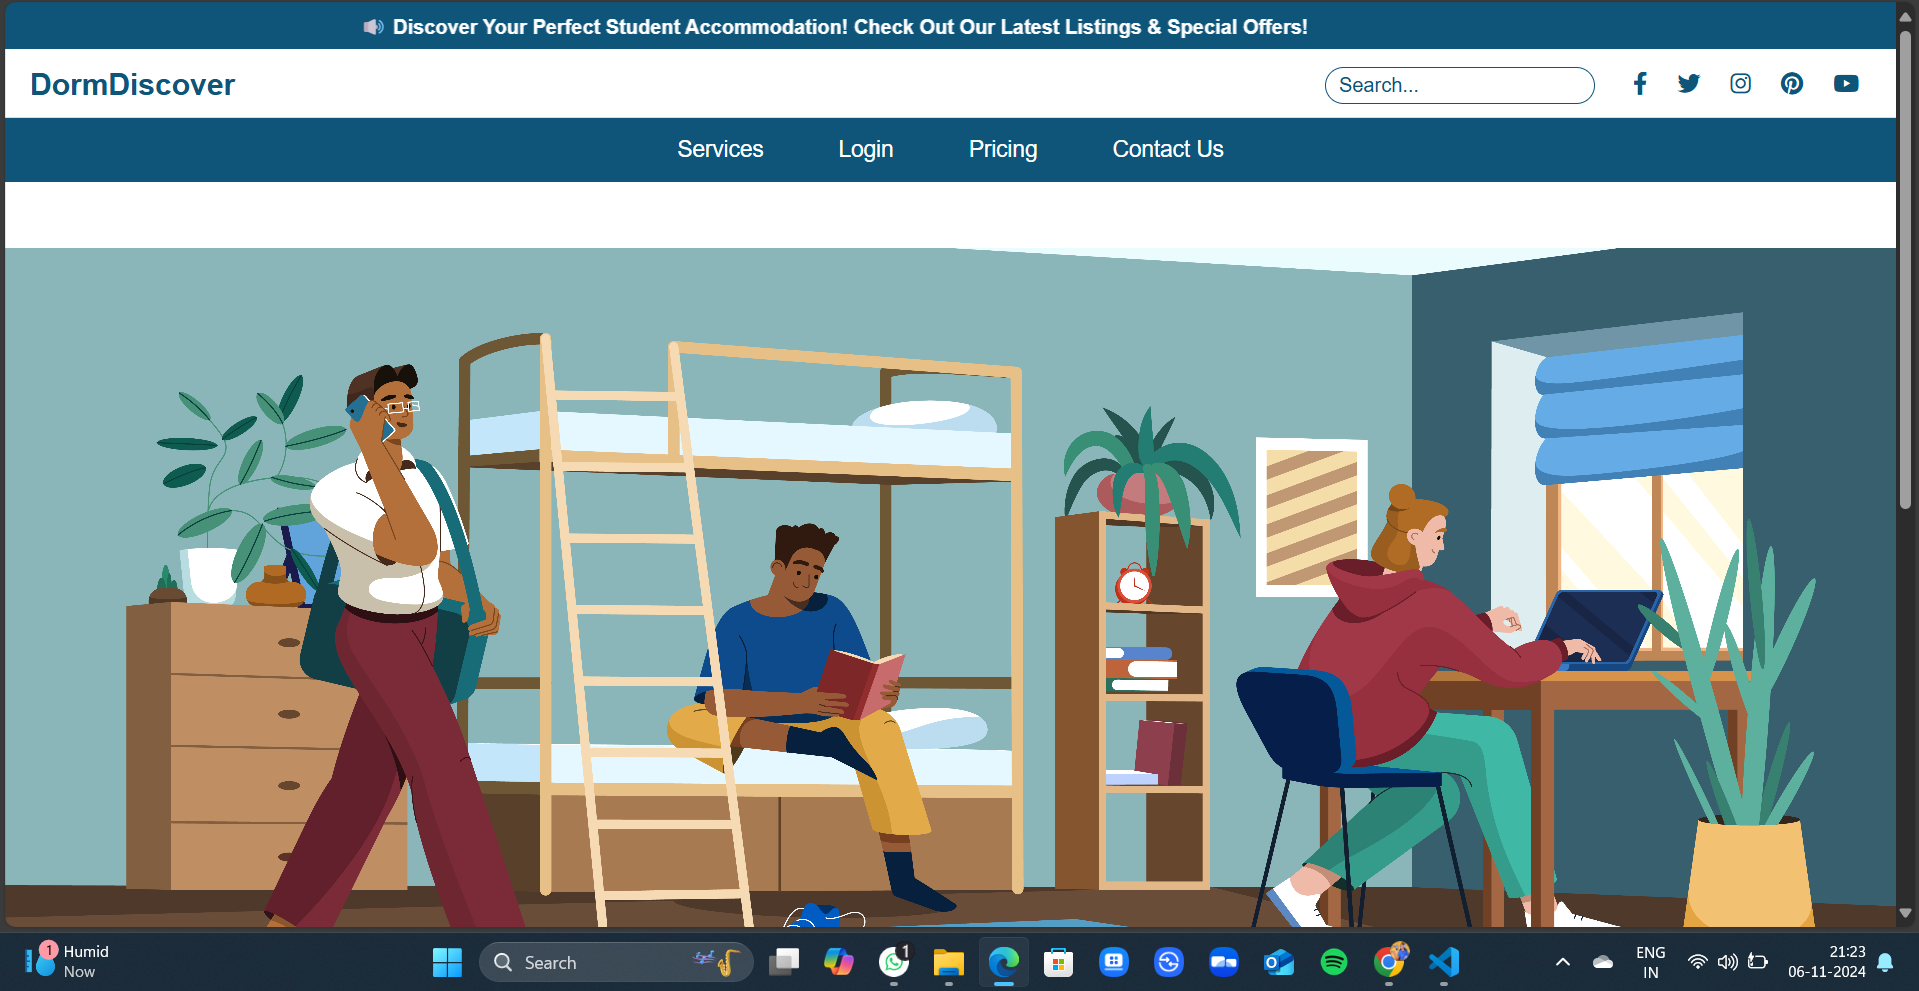 Discover Your Perfect Student Accommodation! Check Out Our Latest Listings & Special Offers!
DormDiscover
Search...
Services
Login
Pricing
Contact Us
1
Humid
Now
Search
1
ENG
IN
21:23
06-11-2024